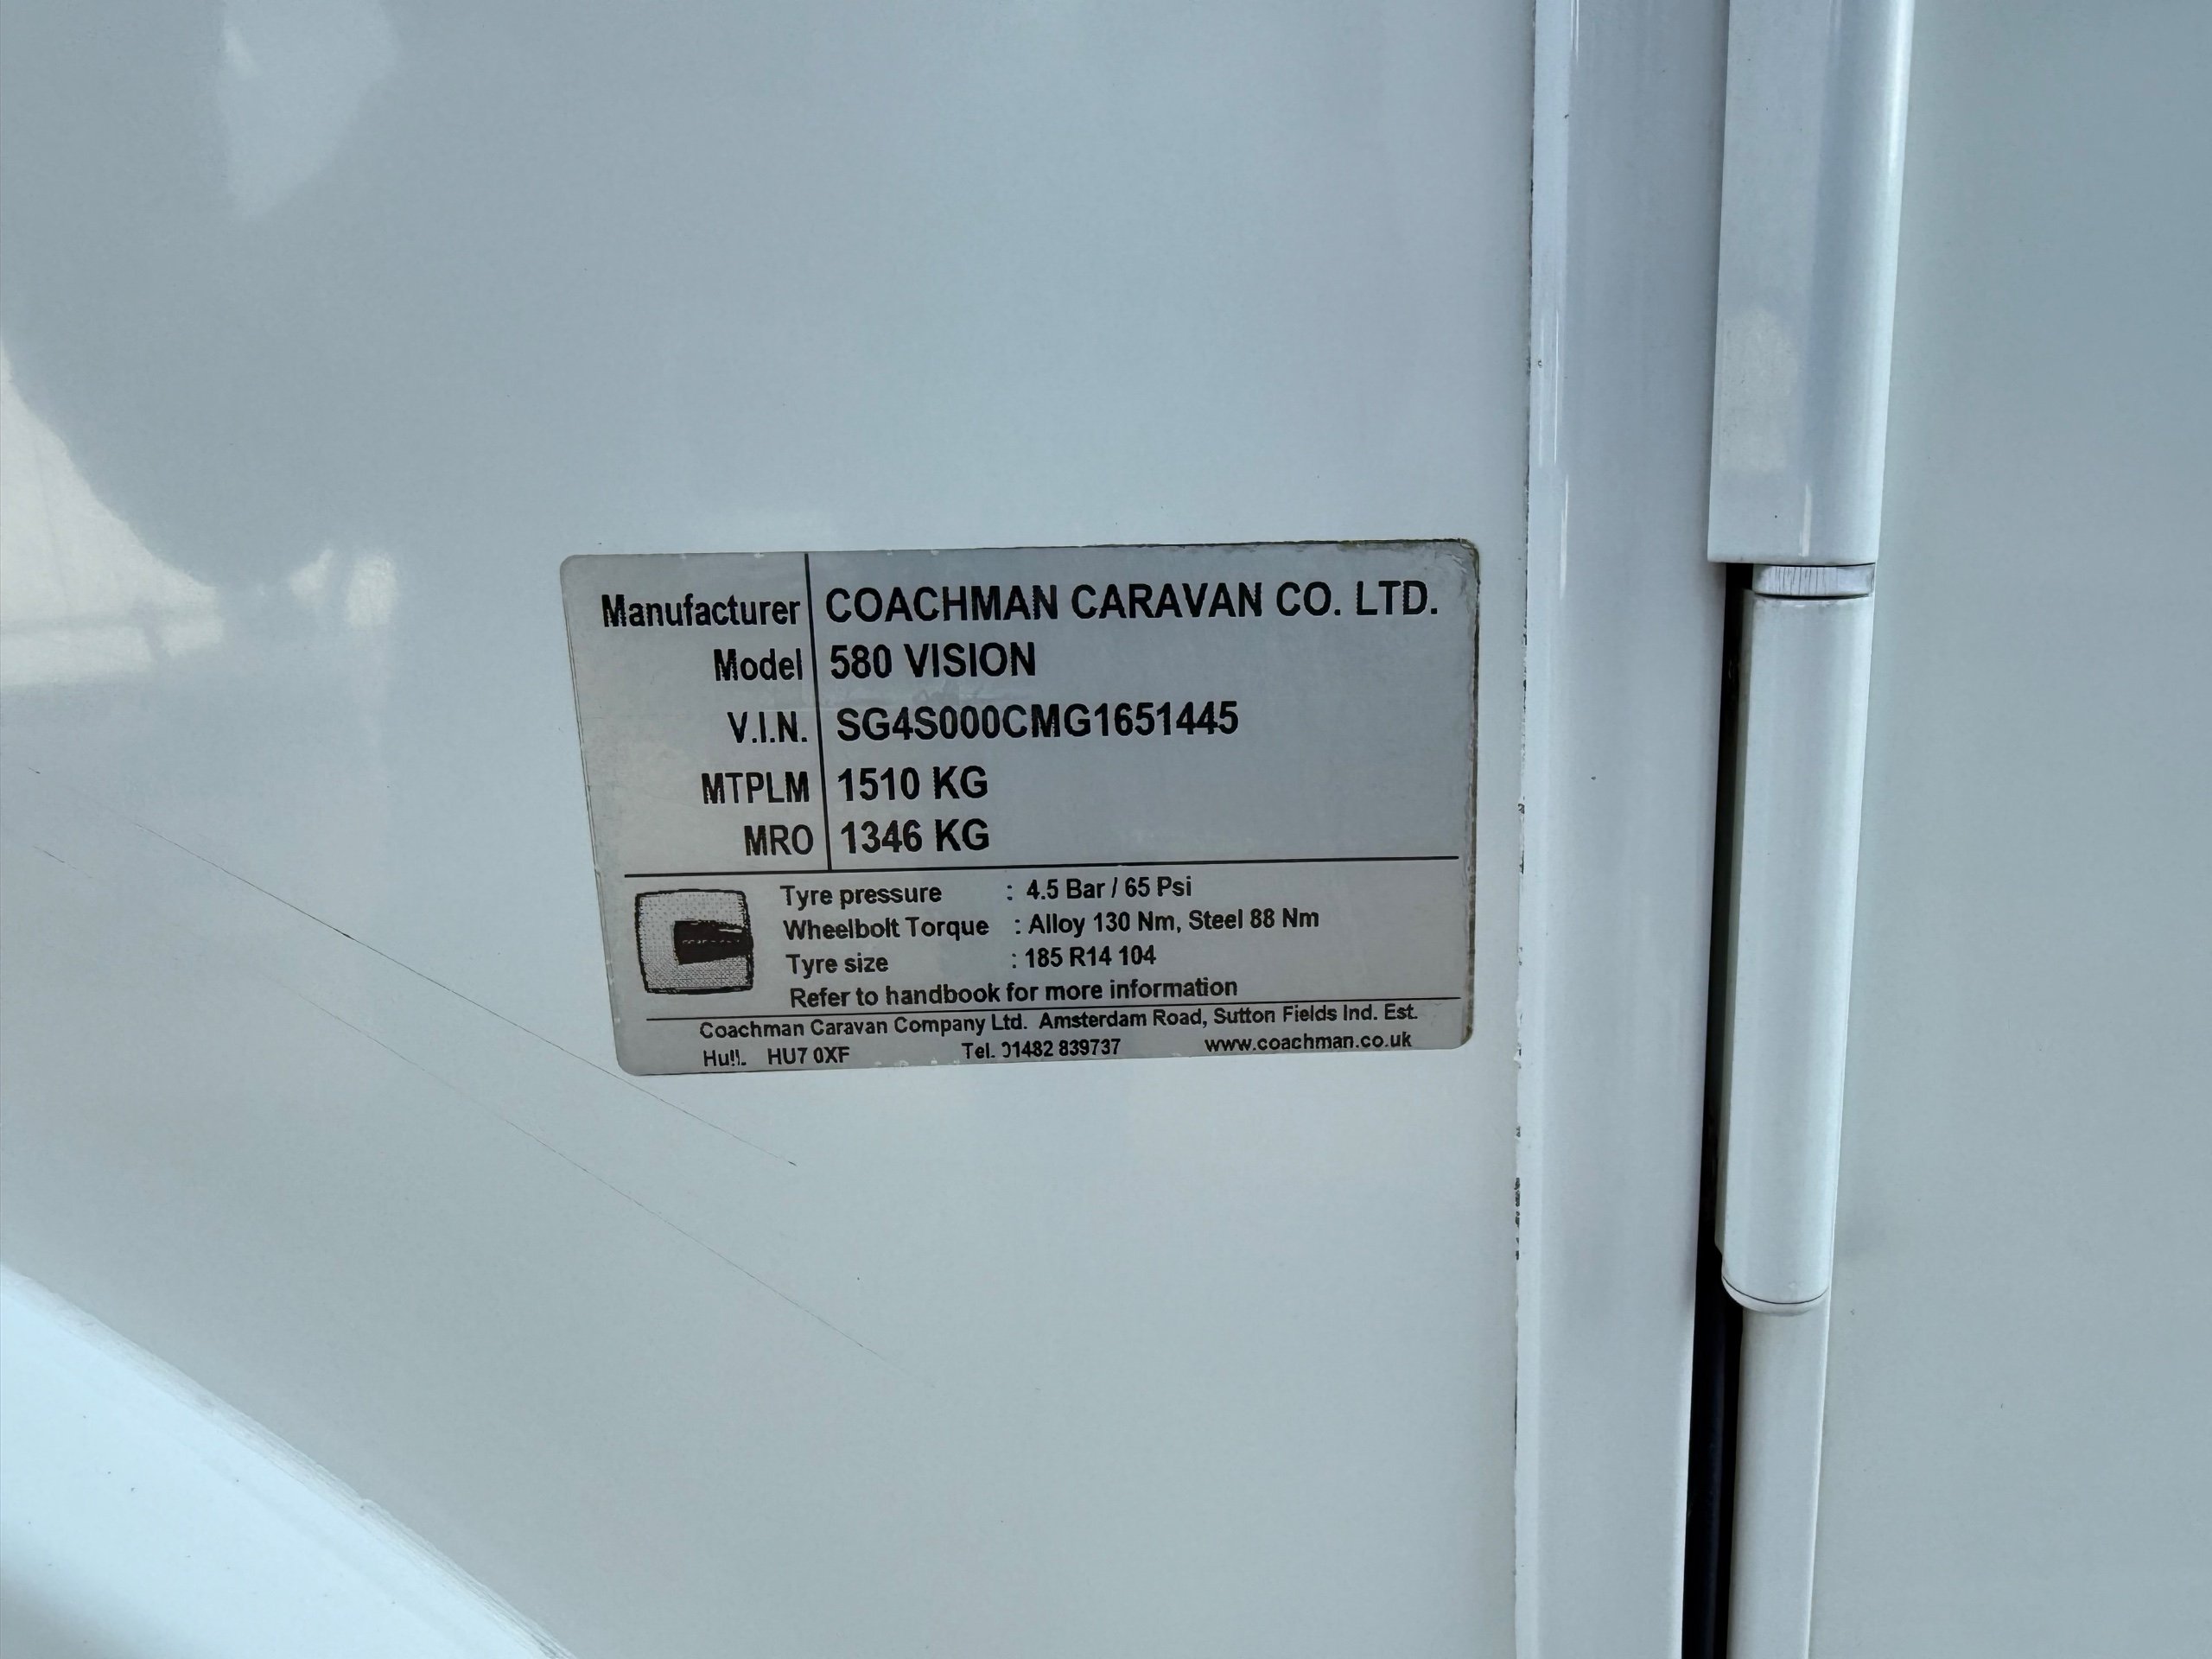 Manufacturer COACHMAN CARAVAN CO. LTD.
Model 580 VISION
V.I.N. SG4S000CMG1651445
MTPLM 1510 KG
MRO 1346 KG
Tyre pressure : 4.5 Bar / 65 Psi
Wheelbolt Torque : Alloy 130 Nm, Steel 88 Nm
Tyre size : 185 R14 104
Refer to handbook for more information
Coachman Caravan Company Ltd. Amsterdam Road, Sutton Fields Ind. Est.
Hull. HU7 0XF Tel. 01482 839737 www.coachman.co.uk